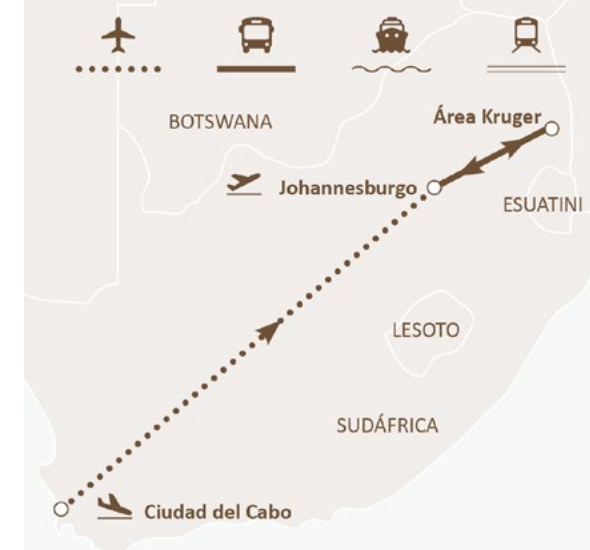 Área Kruger
BOTSWANA
Johannesburgo
ESUATINI
LESOTO
SUDÁFRICA
Ciudad del Cabo